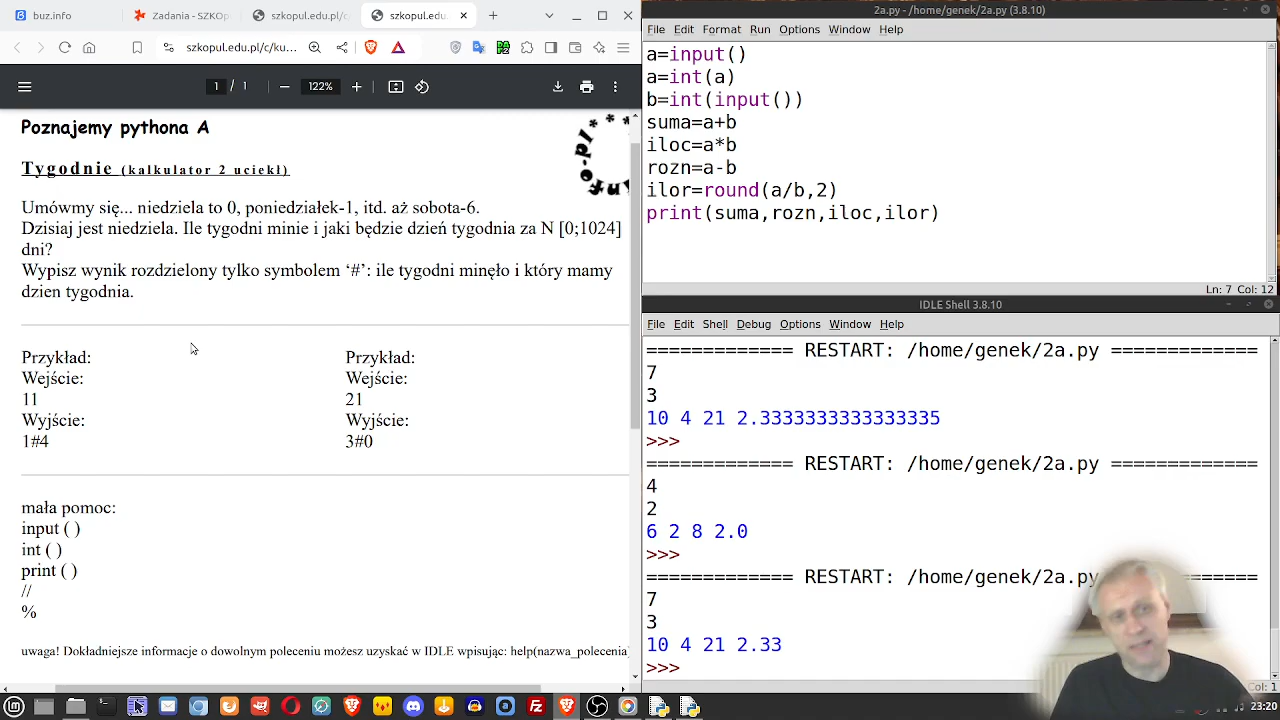 buz.info
Zadania - SZKOp
szkopul.edu.pl/c
szkopul.edu.
szkopul.edu.pl/c/ku...
1 / 1
122%
Poznajemy pythona A
Tygodnie (kalkulator 2 uciekł)
Umówmy się... niedziela to 0, poniedziałek-1, itd. aż sobota-6.
Dzisiaj jest niedziela. Ile tygodni minie i jaki będzie dzień tygodnia za N [0;1024]
dni?
Wypisz wynik rozdzielony tylko symbolem ‘#’: ile tygodni minęło i który mamy
dzien tygodnia.
Przykład:
Wejście:
11
Wyjście:
1#4
Przykład:
Wejście:
21
Wyjście:
3#0
mała pomoc:
input ( )
int ( )
print ( )
//
%
uwaga! Dokładniejsze informacje o dowolnym poleceniu możesz uzyskać w IDLE wpisując: help(nazwa_polecenia)
2a.py - /home/genek/2a.py (3.8.10)
File Edit Format Run Options Window Help
a=input()
a=int(a)
b=int(input())
suma=a+b
iloc=a*b
rozn=a-b
ilor=round(a/b,2)
print(suma,rozn,iloc,ilor)
Ln: 7 Col: 12
IDLE Shell 3.8.10
File Edit Shell Debug Options Window Help
============= RESTART: /home/genek/2a.py =============
7
3
10 4 21 2.3333333333333335
>>>
============= RESTART: /home/genek/2a.py =============
4
2
6 2 8 2.0
>>>
============= RESTART: /home/genek/2a.py =======
7
3
10 4 21 2.33
>>>
Col: 1
23:20